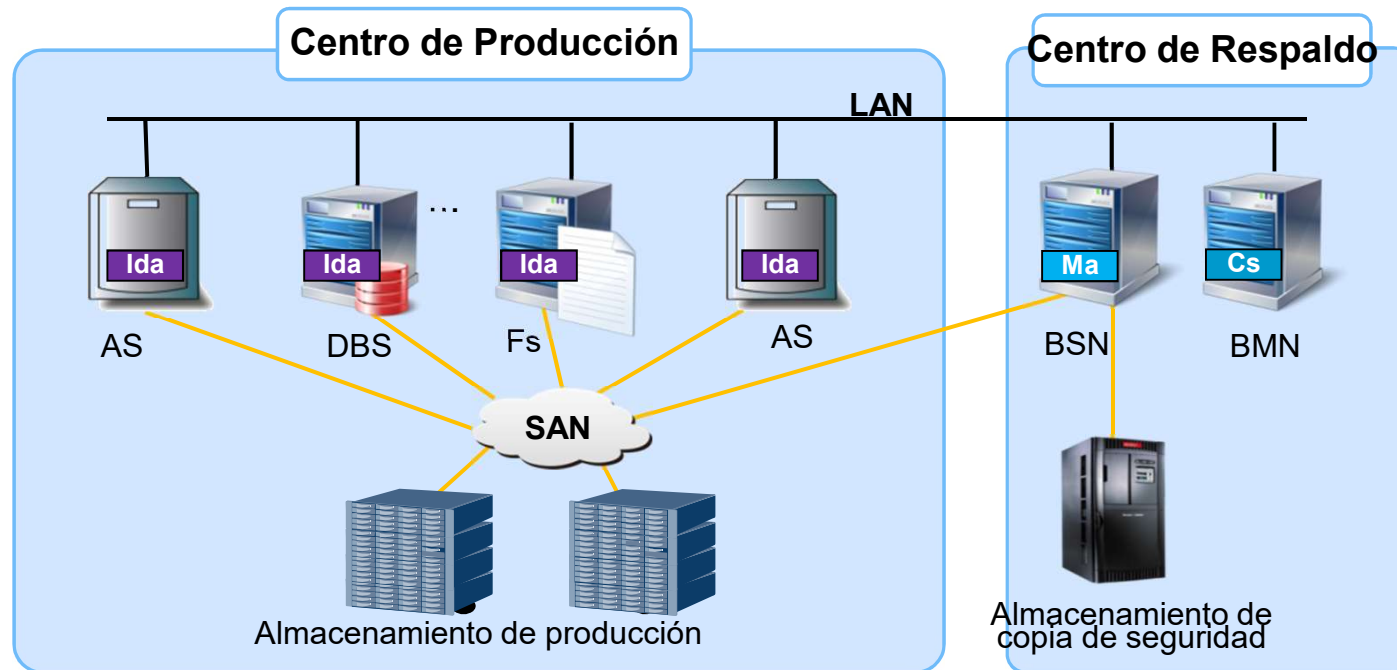 Centro de Producción
Centro de Respaldo
LAN
...
Ida
Ida
Ida
Ida
Ma
Cs
AS
DBS
Fs
AS
BSN
BMN
SAN
Almacenamiento de producción
Almacenamiento de
copia de seguridad